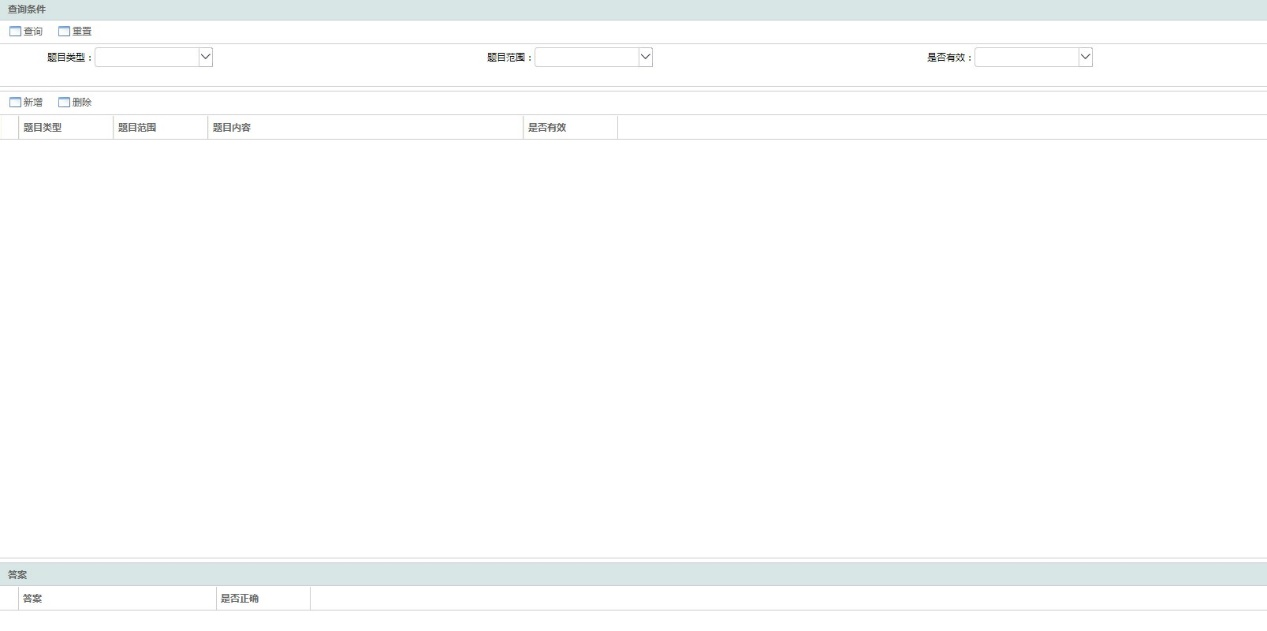 查询条件
查询 重置
题目类型： 题目范围： 是否有效：
新增 删除
题目类型 题目范围 题目内容 是否有效
答案
答案 是否正确